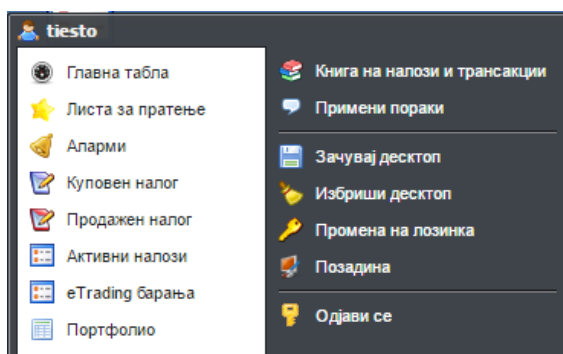 tiesto
Главна табла
Листа за пратење
Аларми
Куповен налог
Продажен налог
Активни налози
eTrading барања
Портфолио
Книга на налози и трансакции
Примени пораки
Зачувај десктоп
Избриши десктоп
Промена на лозинка
Позадина
Одјави се